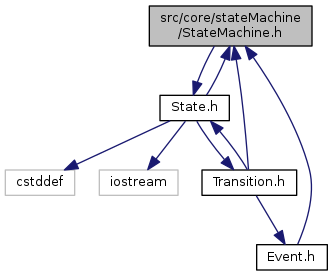 src/core/stateMachine
/StateMachine.h
State.h
cstddef
iostream
Transition.h
Event.h